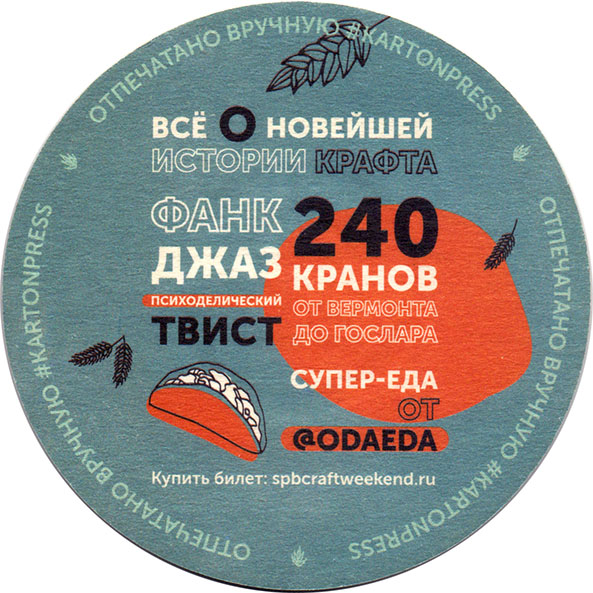 ОТПЕЧАТАНО ВРУЧНУЮ #KARTONPRESS
ВСЁ О НОВЕЙШЕЙ
ИСТОРИИ КРАФТА
ФАНК
ДЖАЗ
ПСИХОДЕЛИЧЕСКИЙ
ТВИСТ
240
КРАНОВ
ОТ ВЕРМОНТА
ДО ГОСЛАРА
СУПЕР-ЕДА
ОТ
@ODAEDA
Купить билет: spbcraftweekend.ru
ОТПЕЧАТАНО ВРУЧНУЮ #KARTONPRESS
ОТПЕЧАТАНО ВРУЧНУЮ #KARTONPRESS